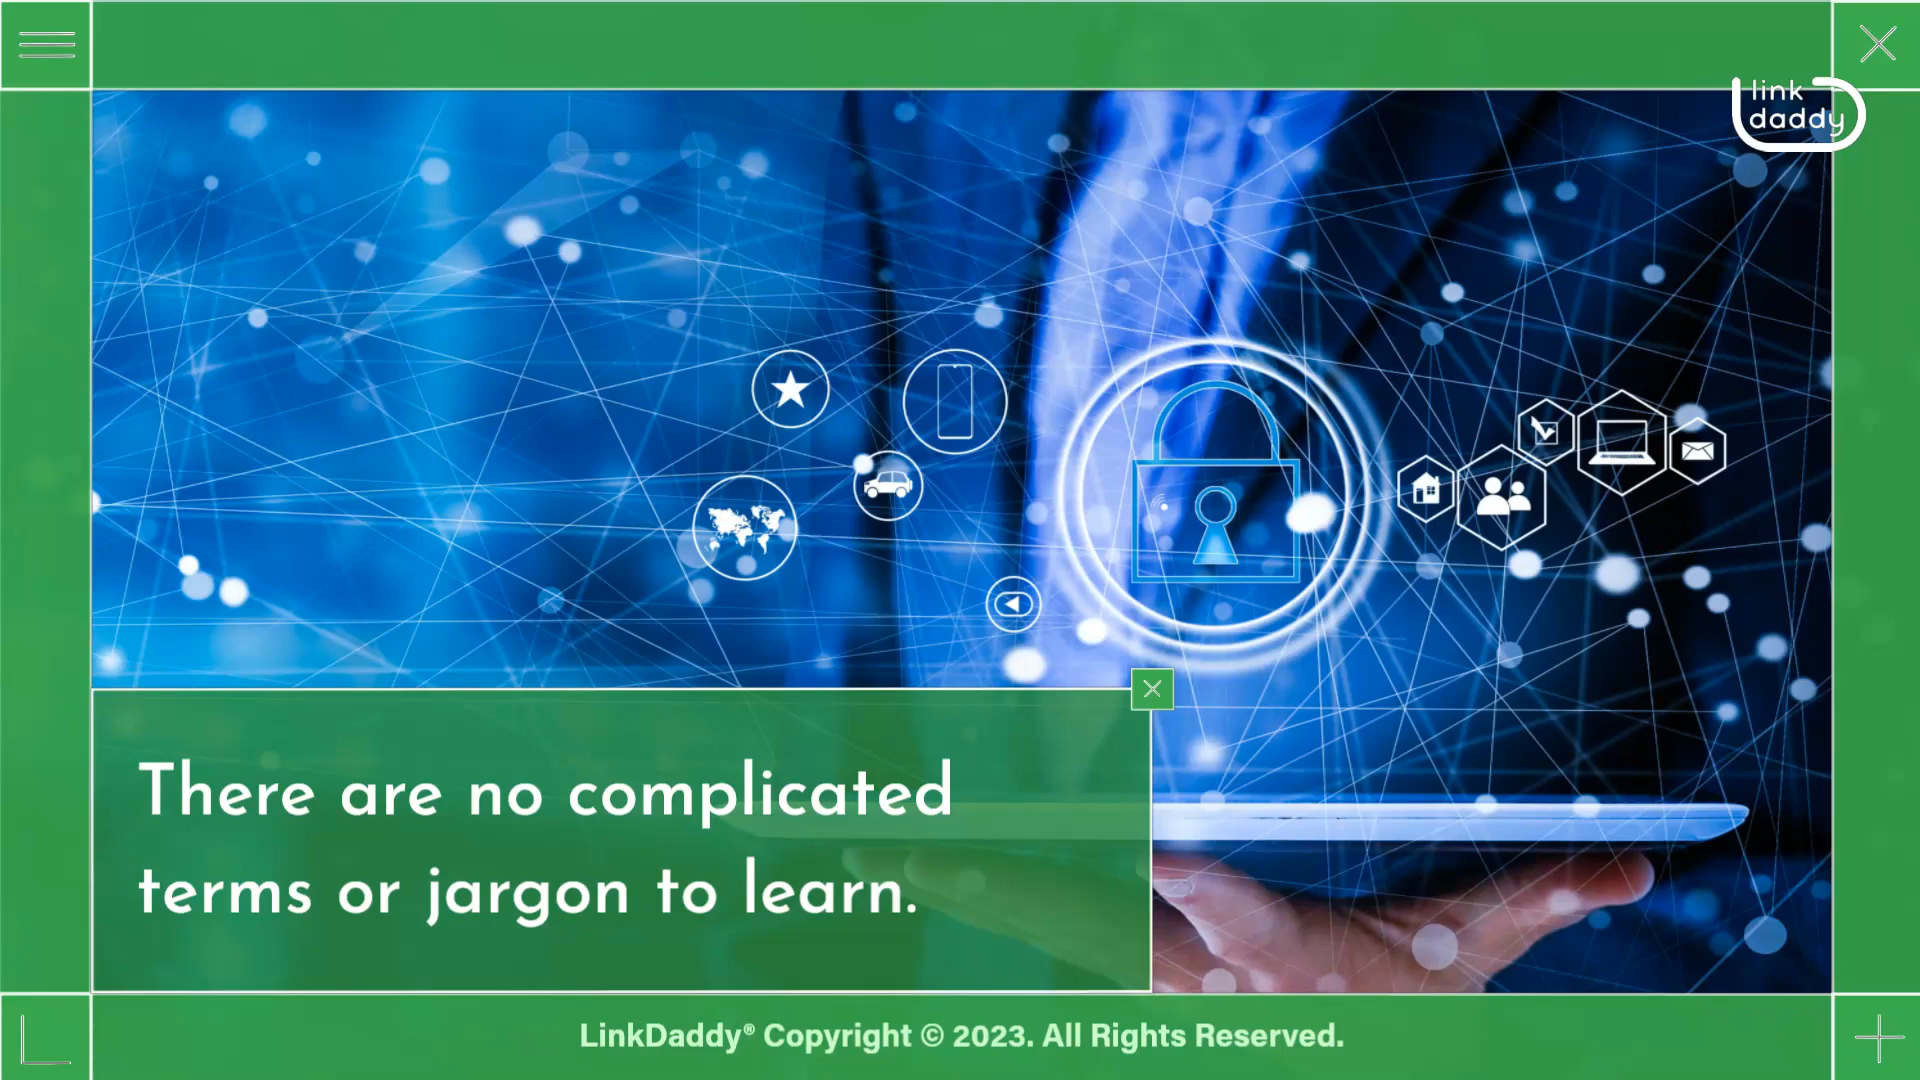 link
daddy
There are no complicated
terms or jargon to learn.
LinkDaddy® Copyright © 2023. All Rights Reserved.